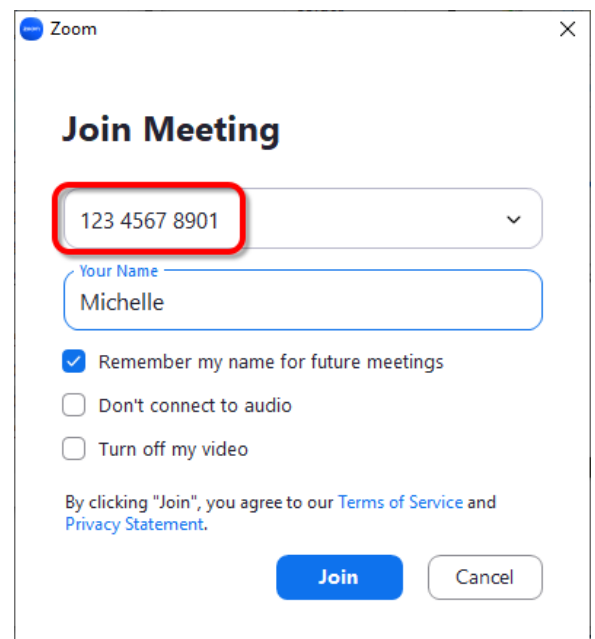 Zoom
Join Meeting
123 4567 8901
Your Name
Michelle
Remember my name for future meetings
Don't connect to audio
Turn off my video
By clicking "Join", you agree to our Terms of Service and
Privacy Statement.
Join Cancel